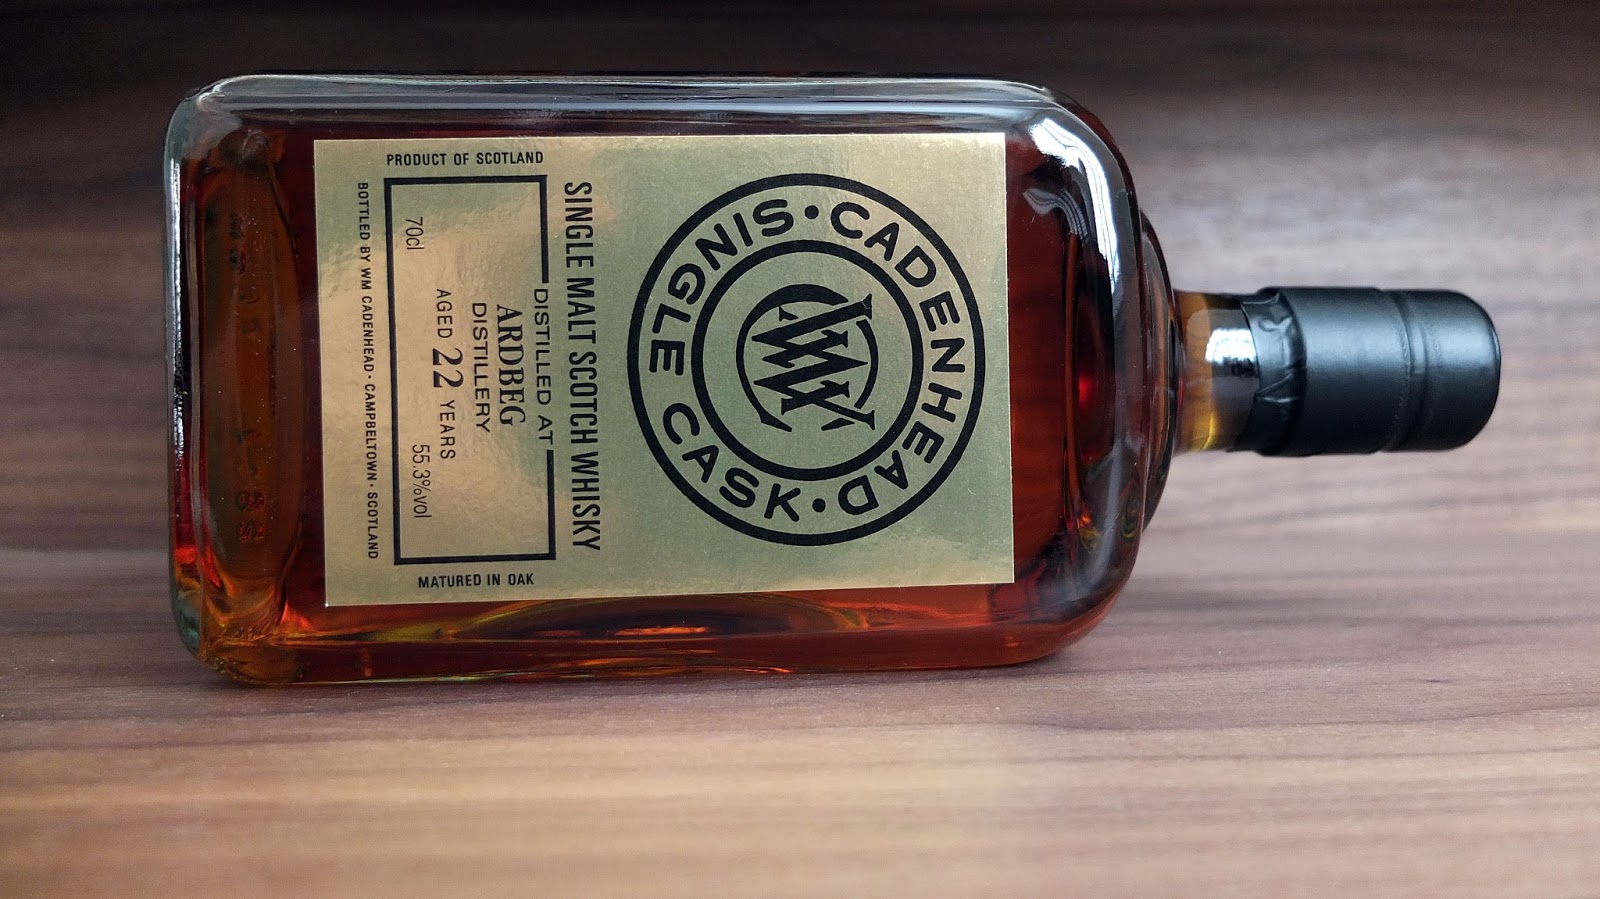 CADENHEAD · SINGLE CASK ·
WMC
SINGLE MALT SCOTCH WHISKY
DISTILLED AT
ARDBEG
DISTILLERY
AGED 22 YEARS
70cl 55.3%vol
PRODUCT OF SCOTLAND
MATURED IN OAK
BOTTLED BY WM CADENHEAD · CAMPBELTOWN · SCOTLAND